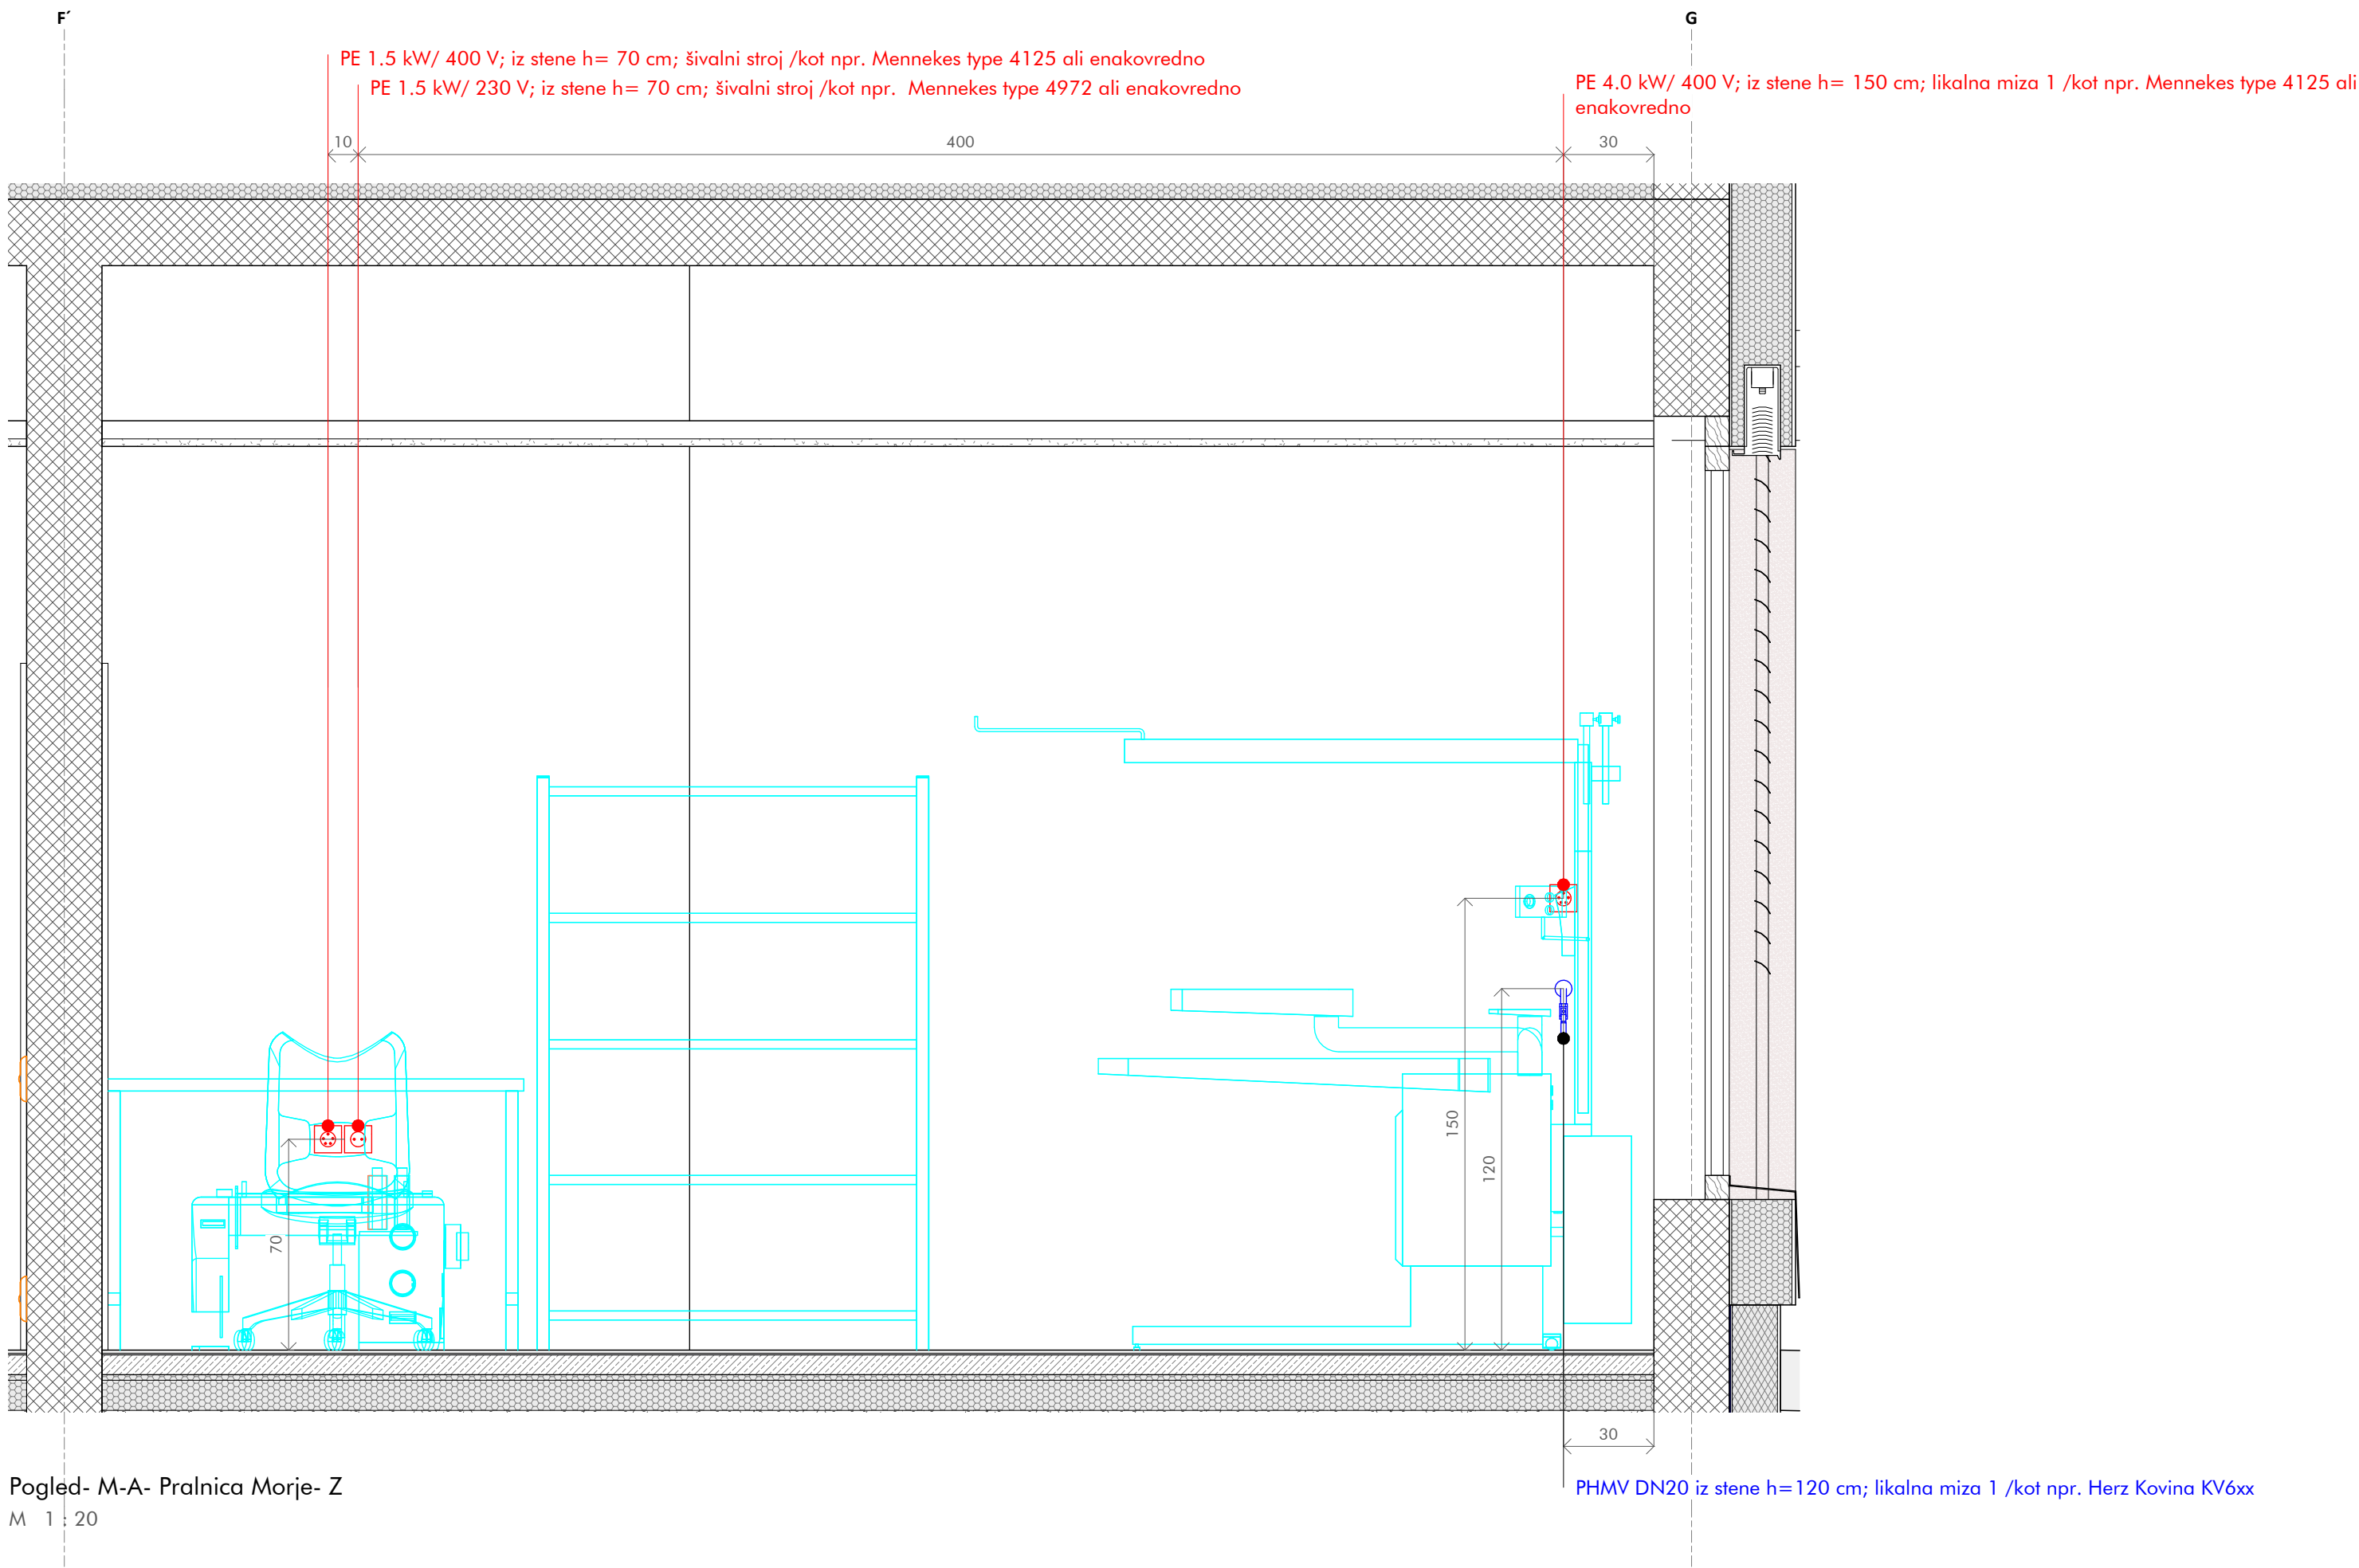 F´
G
PE 1.5 kW/ 400 V; iz stene h= 70 cm; šivalni stroj /kot npr. Mennekes type 4125 ali enakovredno
PE 1.5 kW/ 230 V; iz stene h= 70 cm; šivalni stroj /kot npr.  Mennekes type 4972 ali enakovredno
PE 4.0 kW/ 400 V; iz stene h= 150 cm; likalna miza 1 /kot npr. Mennekes type 4125 ali
enakovredno
10
400
30
150
120
70
30
Pogled- M-A- Pralnica Morje- Z
M 1 : 20
PHMV DN20 iz stene h=120 cm; likalna miza 1 /kot npr. Herz Kovina KV6xx